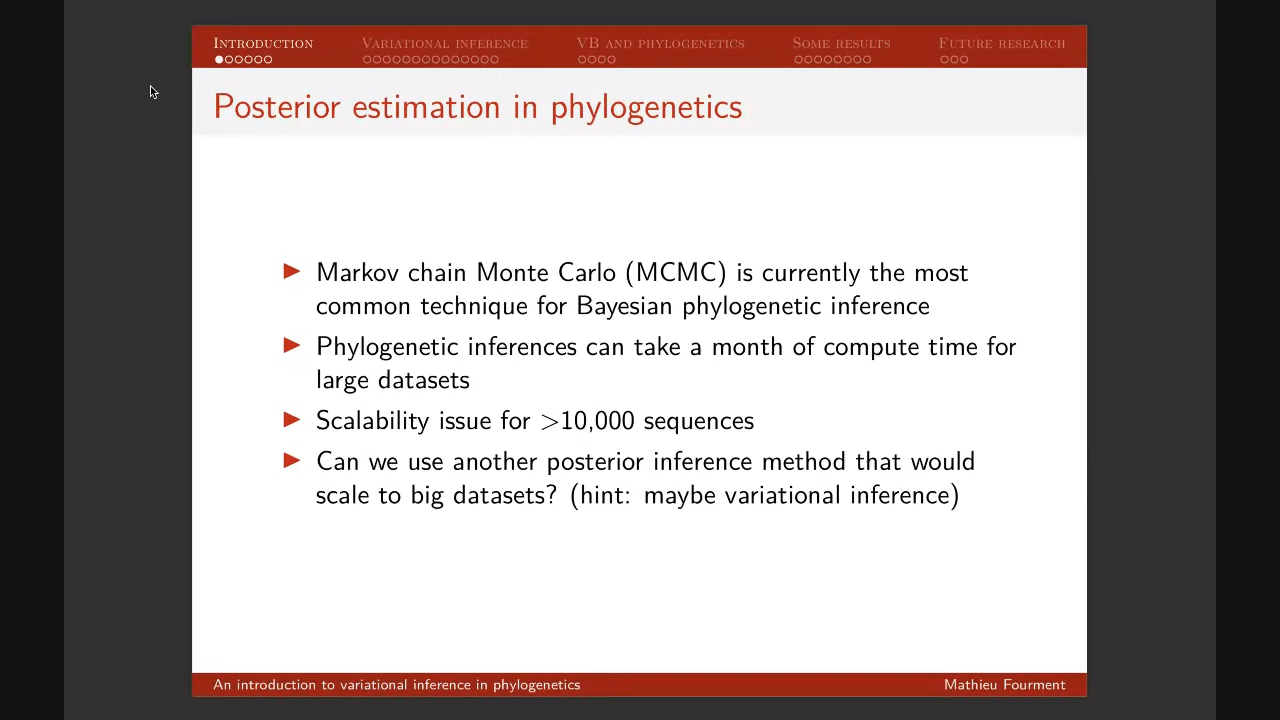 Introduction
Variational inference
VB and phylogenetics
Some results
Future research
Posterior estimation in phylogenetics
Markov chain Monte Carlo (MCMC) is currently the most
common technique for Bayesian phylogenetic inference
Phylogenetic inferences can take a month of compute time for
large datasets
Scalability issue for >10,000 sequences
Can we use another posterior inference method that would
scale to big datasets? (hint: maybe variational inference)
An introduction to variational inference in phylogenetics
Mathieu Fourment